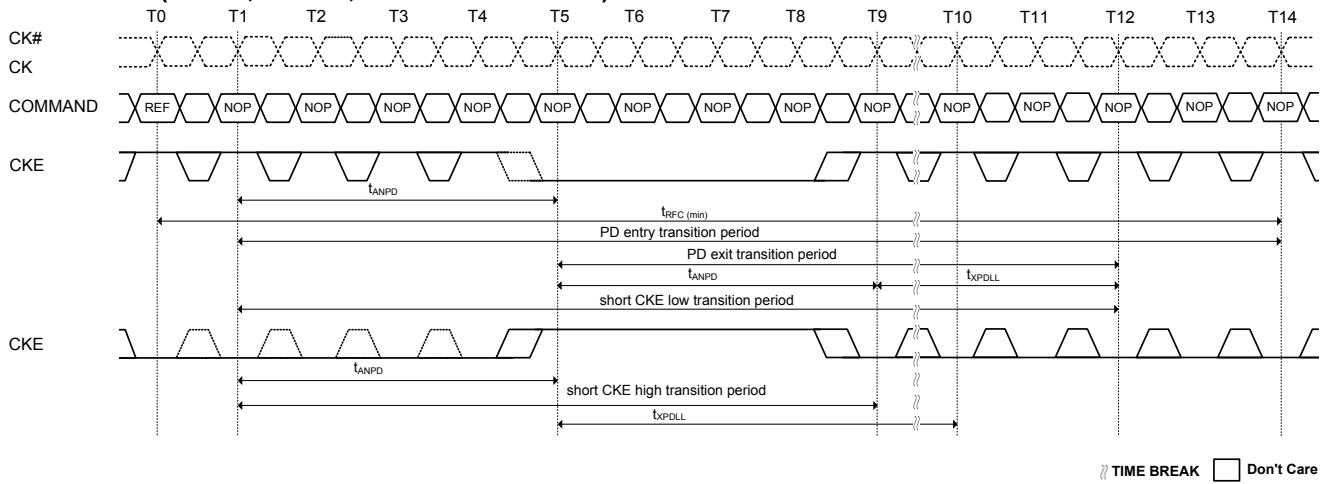 T0 T1 T2 T3 T4 T5 T6 T7 T8 T9 T10 T11 T12 T13 T14
CK#
CK
COMMAND REF NOP NOP NOP NOP NOP NOP NOP NOP NOP NOP NOP NOP NOP NOP
CKE
tANPD
tRFC (min)
PD entry transition period
PD exit transition period
tANPD tXPDLL
short CKE low transition period
CKE
tANPD
short CKE high transition period
tXPDLL
TIME BREAK Don't Care